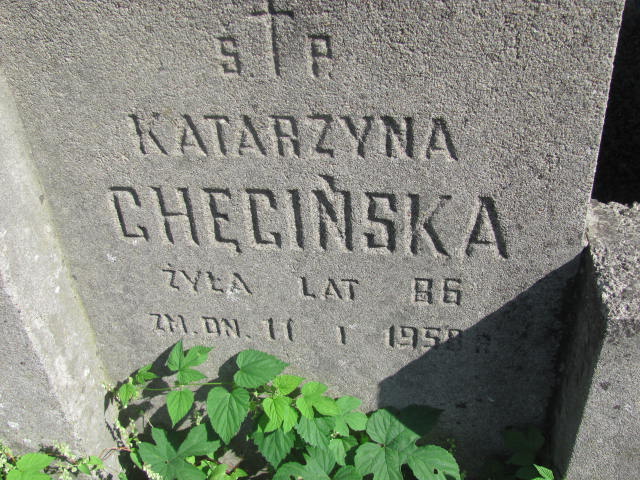 Ś P.
KATARZYNA
CHĘCIŃSKA
ŻYŁA LAT 86
ZM. DN. 11 I 1958 R